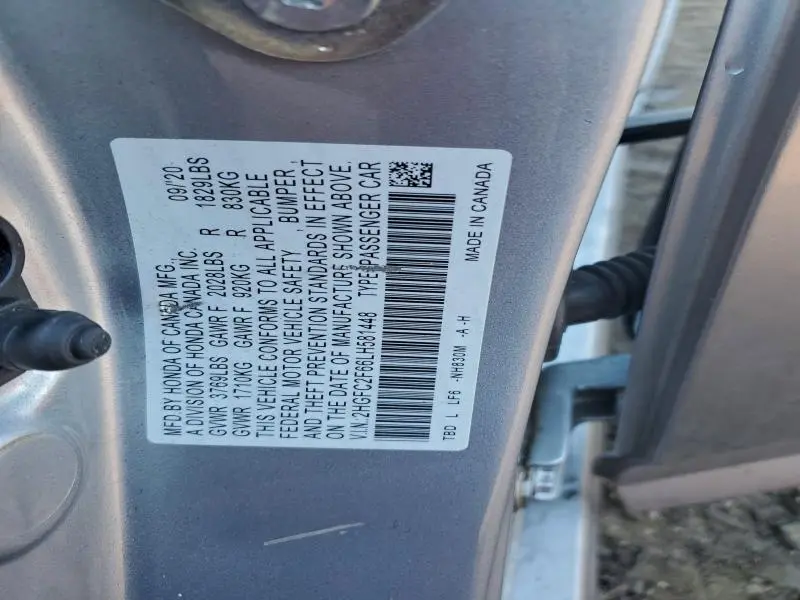 MFD.BY HONDA OF CANADA MFG., 09/20
A DIVISION OF HONDA CANADA INC.
GVWR 3769LBS GAWR F 2028LBS R 1829LBS
GVWR 1710KG GAWR F 920KG R 830KG
THIS VEHICLE CONFORMS TO ALL APPLICABLE
FEDERAL MOTOR VEHICLE SAFETY , BUMPER ,
AND THEFT PREVENTION STANDARDS IN EFFECT
ON THE DATE OF MANUFACTURE SHOWN ABOVE.
V.I.N.:2HGFC2F66LH581448 TYPE:PASSENGER CAR
TBD L LF6 -NH830M -A -H
MADE IN CANADA